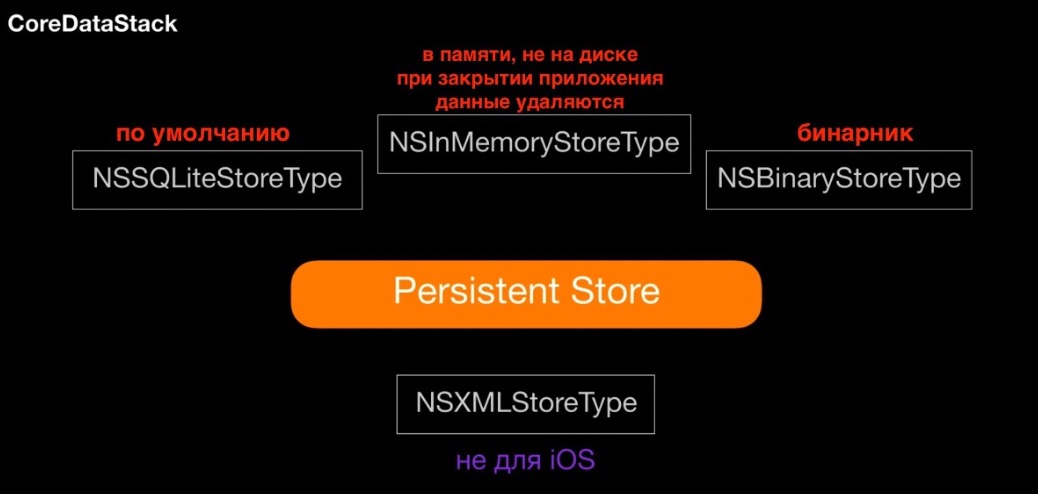 CoreDataStack
в памяти, не на диске
при закрытии приложения
данные удаляются
по умолчанию
NSInMemoryStoreType
бинарник
NSSQLiteStoreType
NSBinaryStoreType
Persistent Store
NSXMLStoreType
не для iOS